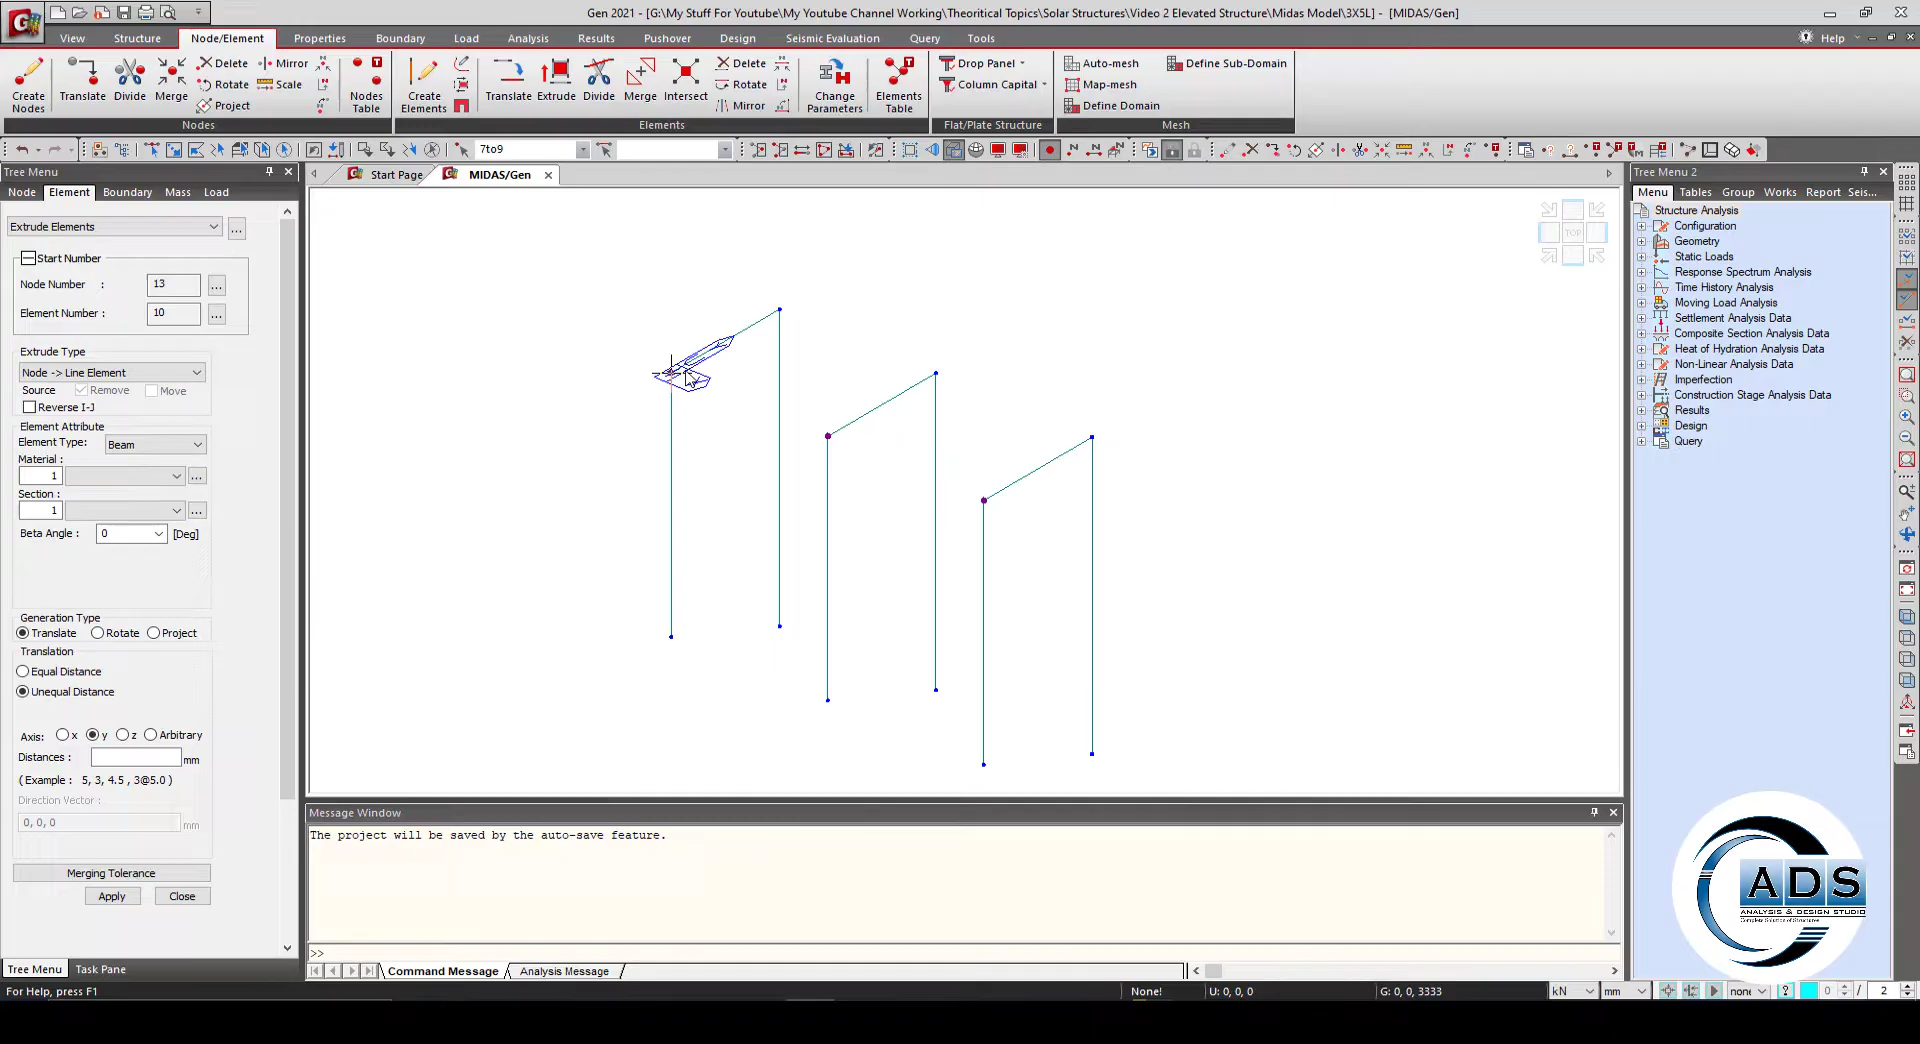 Gen 2021 - [G:\My Stuff For Youtube\My Youtube Channel Working\Theoritical Topics\Solar Structures\Video 2 Elevated Structure\Midas Model\3X5L] - [MIDAS/Gen]
View Structure Node/Element Properties Boundary Load Analysis Results Pushover Design Seismic Evaluation Query Tools Help
Create Nodes Translate Divide Merge Delete Rotate Project Mirror Scale Nodes Table
Create Elements Translate Extrude Divide Merge Intersect Delete Rotate Mirror Change Parameters Elements Table
Drop Panel Column Capital Auto-mesh Map-mesh Define Domain Define Sub-Domain
Nodes Elements Flat/Plate Structure Mesh
7to9
Tree Menu
Start Page MIDAS/Gen
Tree Menu 2
Node Element Boundary Mass Load
Menu Tables Group Works Report Seis...
Extrude Elements ...
Start Number
Node Number : 13 ...
Element Number : 10 ...
Extrude Type
Node -> Line Element
Source Remove Move
Reverse I-J
Element Attribute
Element Type: Beam
Material :
1 ...
Section :
1 ...
Beta Angle : 0 [Deg]
Generation Type
Translate Rotate Project
Translation
Equal Distance
Unequal Distance
Axis: x y z Arbitrary
Distances : mm
( Example : 5, 3, 4.5 , 3@5.0 )
Direction Vector :
0, 0, 0 mm
Merging Tolerance
Apply Close
Tree Menu Task Pane
TOP
Structure Analysis
Configuration
Geometry
Static Loads
Response Spectrum Analysis
Time History Analysis
Moving Load Analysis
Settlement Analysis Data
Composite Section Analysis Data
Heat of Hydration Analysis Data
Non-Linear Analysis Data
Imperfection
Construction Stage Analysis Data
Results
Design
Query
Message Window
The project will be saved by the auto-save feature.
>>
Command Message Analysis Message
ADS
ANALYSIS & DESIGN STUDIO
Complete Solution of Structures
For Help, press F1 None! U: 0, 0, 0 G: 0, 0, 3333 kN mm none ? 0 / 2